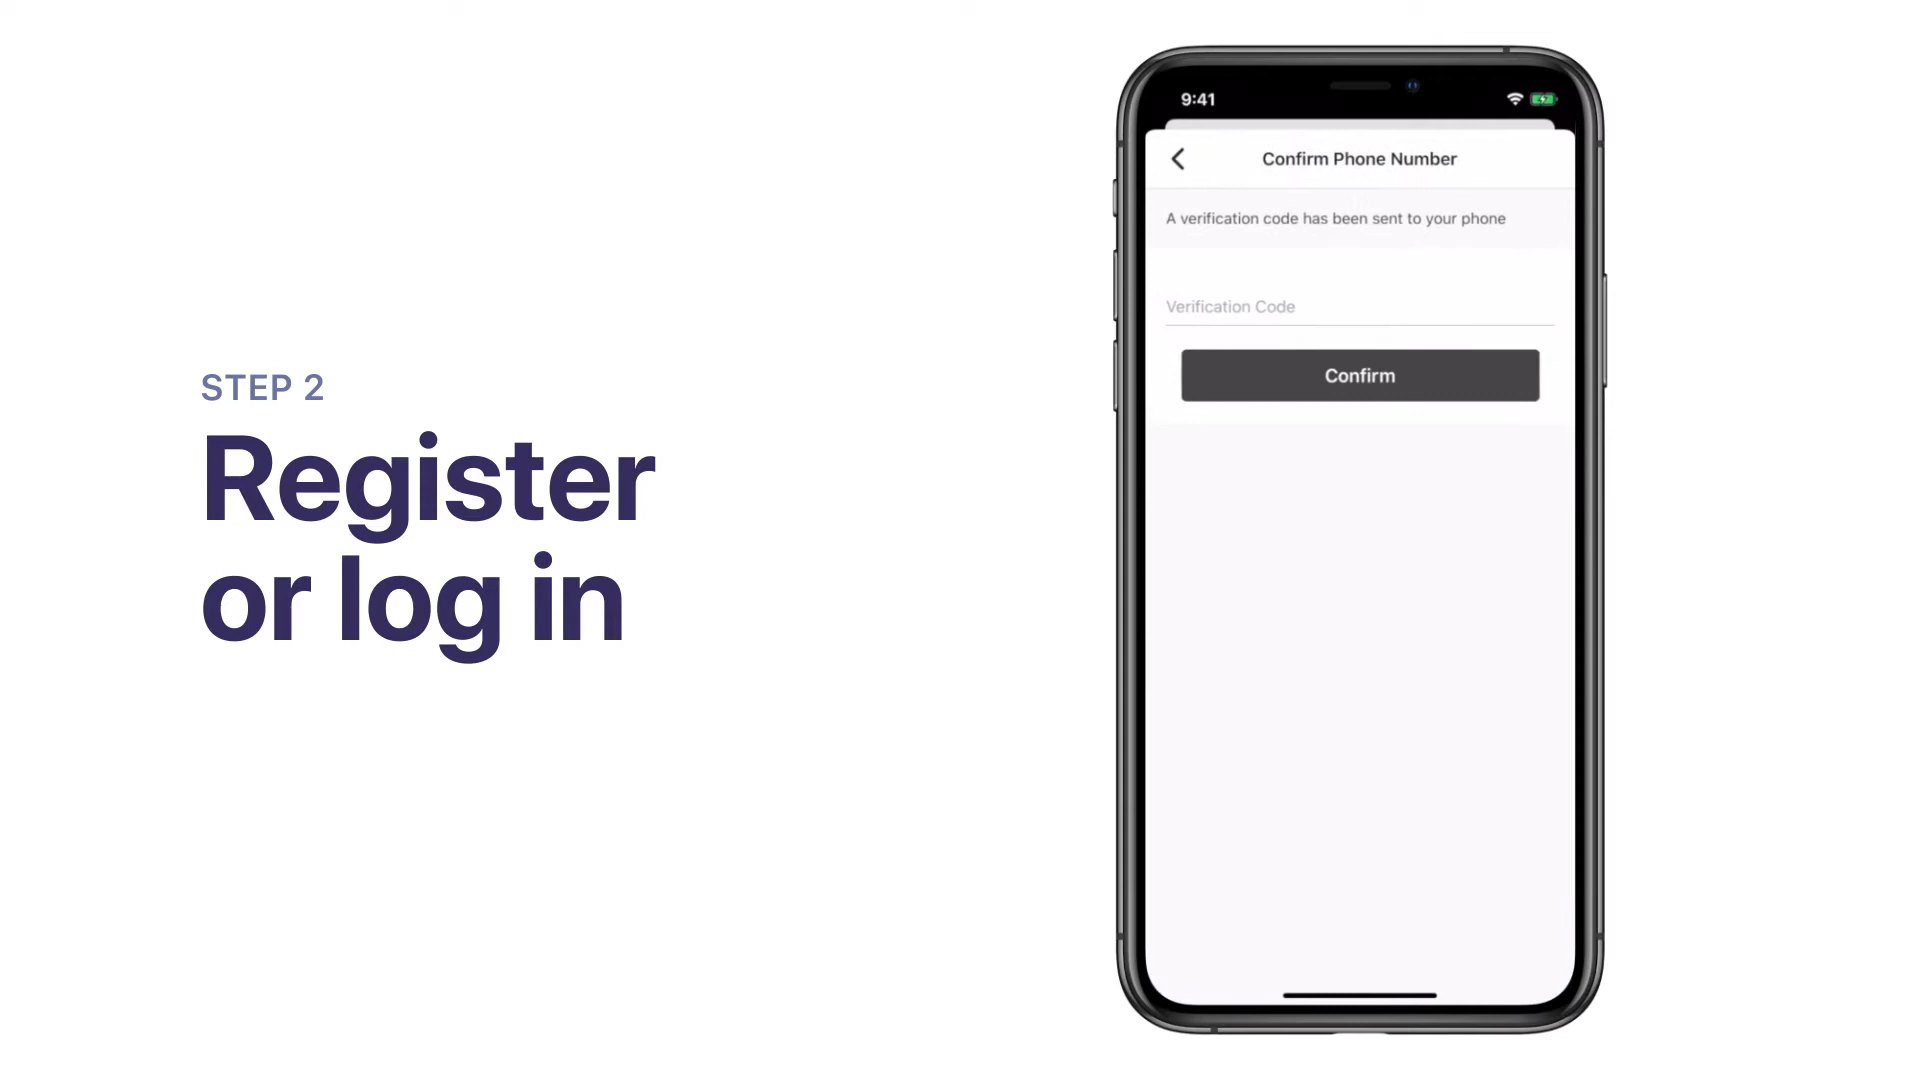 STEP 2
Register
or log in
9:41
Confirm Phone Number
A verification code has been sent to your phone
Verification Code
Confirm